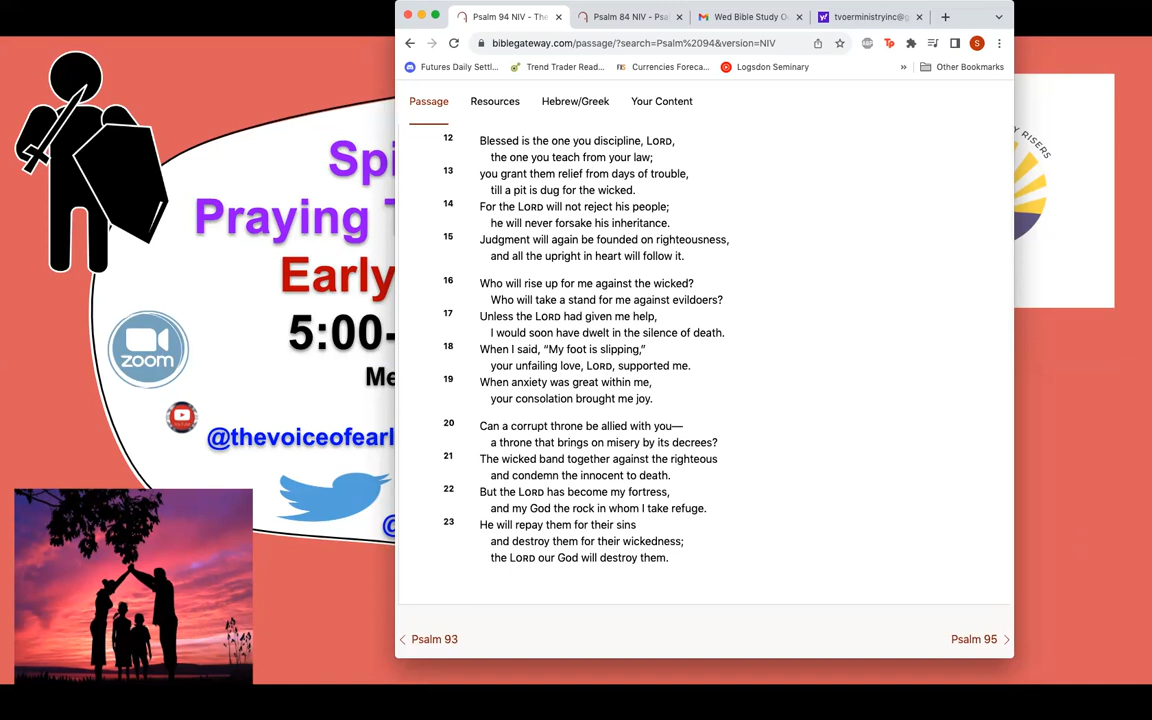 Psalm 94 NIV - The
Psalm 84 NIV - Psal
Wed Bible Study O
tvoerministryinc@g
biblegateway.com/passage/?search=Psalm%2094&version=NIV
Futures Daily Settl...
Trend Trader Read...
Currencies Foreca...
Logsdon Seminary
»
Other Bookmarks
Passage
Resources
Hebrew/Greek
Your Content
12 Blessed is the one you discipline, LORD,
the one you teach from your law;
13 you grant them relief from days of trouble,
till a pit is dug for the wicked.
14 For the LORD will not reject his people;
he will never forsake his inheritance.
15 Judgment will again be founded on righteousness,
and all the upright in heart will follow it.
16 Who will rise up for me against the wicked?
Who will take a stand for me against evildoers?
17 Unless the LORD had given me help,
I would soon have dwelt in the silence of death.
18 When I said, “My foot is slipping,”
your unfailing love, LORD, supported me.
19 When anxiety was great within me,
your consolation brought me joy.
20 Can a corrupt throne be allied with you—
a throne that brings on misery by its decrees?
21 The wicked band together against the righteous
and condemn the innocent to death.
22 But the LORD has become my fortress,
and my God the rock in whom I take refuge.
23 He will repay them for their sins
and destroy them for their wickedness;
the LORD our God will destroy them.
Psalm 93
Psalm 95
Spi
Praying T
Early
5:00-
Me
zoom
@thevoiceofearl
@
Y RISERS